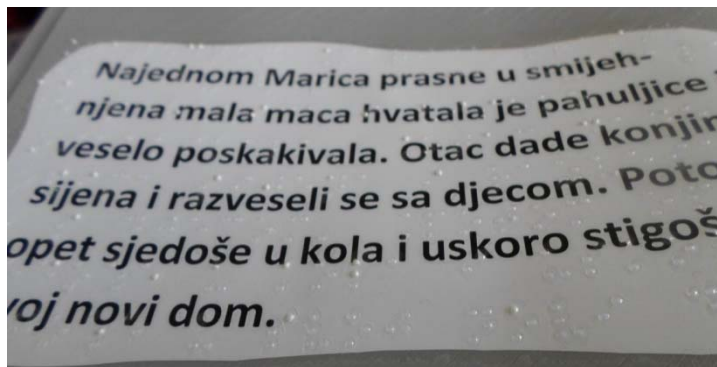 Najednom Marica prasne u smijeh-
njena mala maca hvatala je pahuljice
veselo poskakivala. Otac dade
sijena i razveseli se sa djecom.
opet sjedoše u kola i uskoro
novi dom.